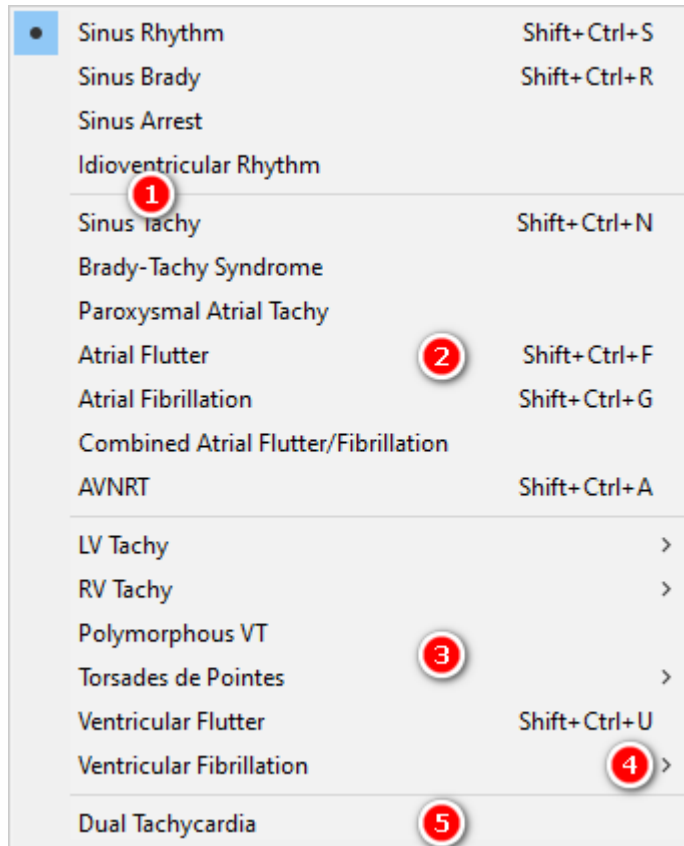 Sinus Rhythm Shift+Ctrl+S
Sinus Brady Shift+Ctrl+R
Sinus Arrest
Idioventricular Rhythm
1
Sinus Tachy Shift+Ctrl+N
Brady-Tachy Syndrome
Paroxysmal Atrial Tachy
Atrial Flutter 2 Shift+Ctrl+F
Atrial Fibrillation Shift+Ctrl+G
Combined Atrial Flutter/Fibrillation
AVNRT Shift+Ctrl+A
LV Tachy >
RV Tachy >
Polymorphous VT
3
Torsades de Pointes >
Ventricular Flutter Shift+Ctrl+U
Ventricular Fibrillation 4 >
Dual Tachycardia 5